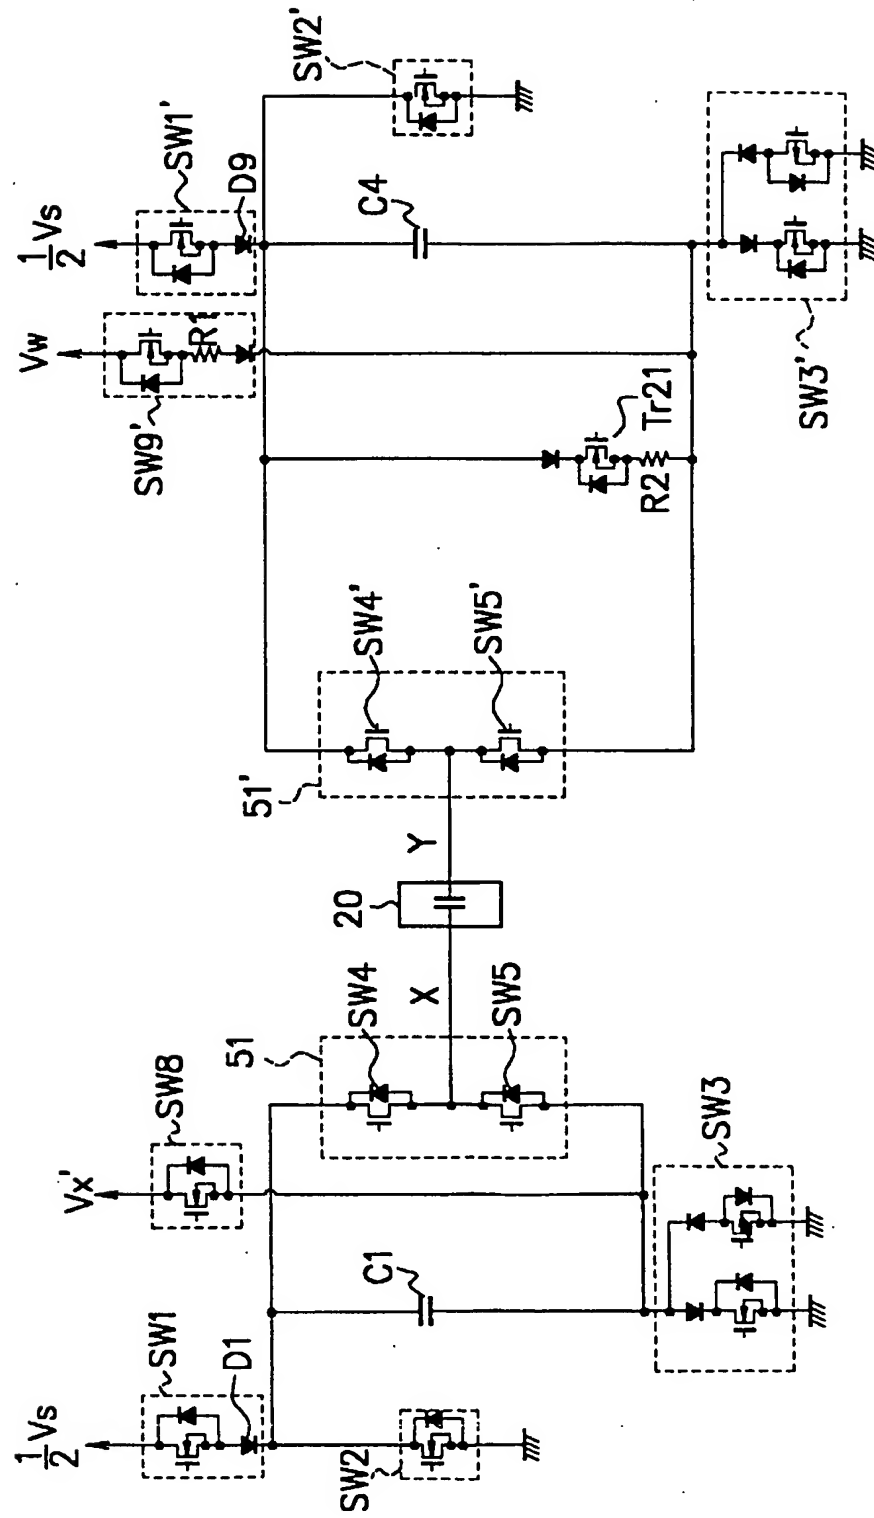 1/2 Vs
SW1
D1
SW2
C1
Vx'
SW8
51
SW4
X
SW5
SW3
20
Y
51'
SW4'
SW5'
Vw
SW9'
R1
1/2 Vs
SW1'
D9
Tr21
R2
C4
SW2'
SW3'